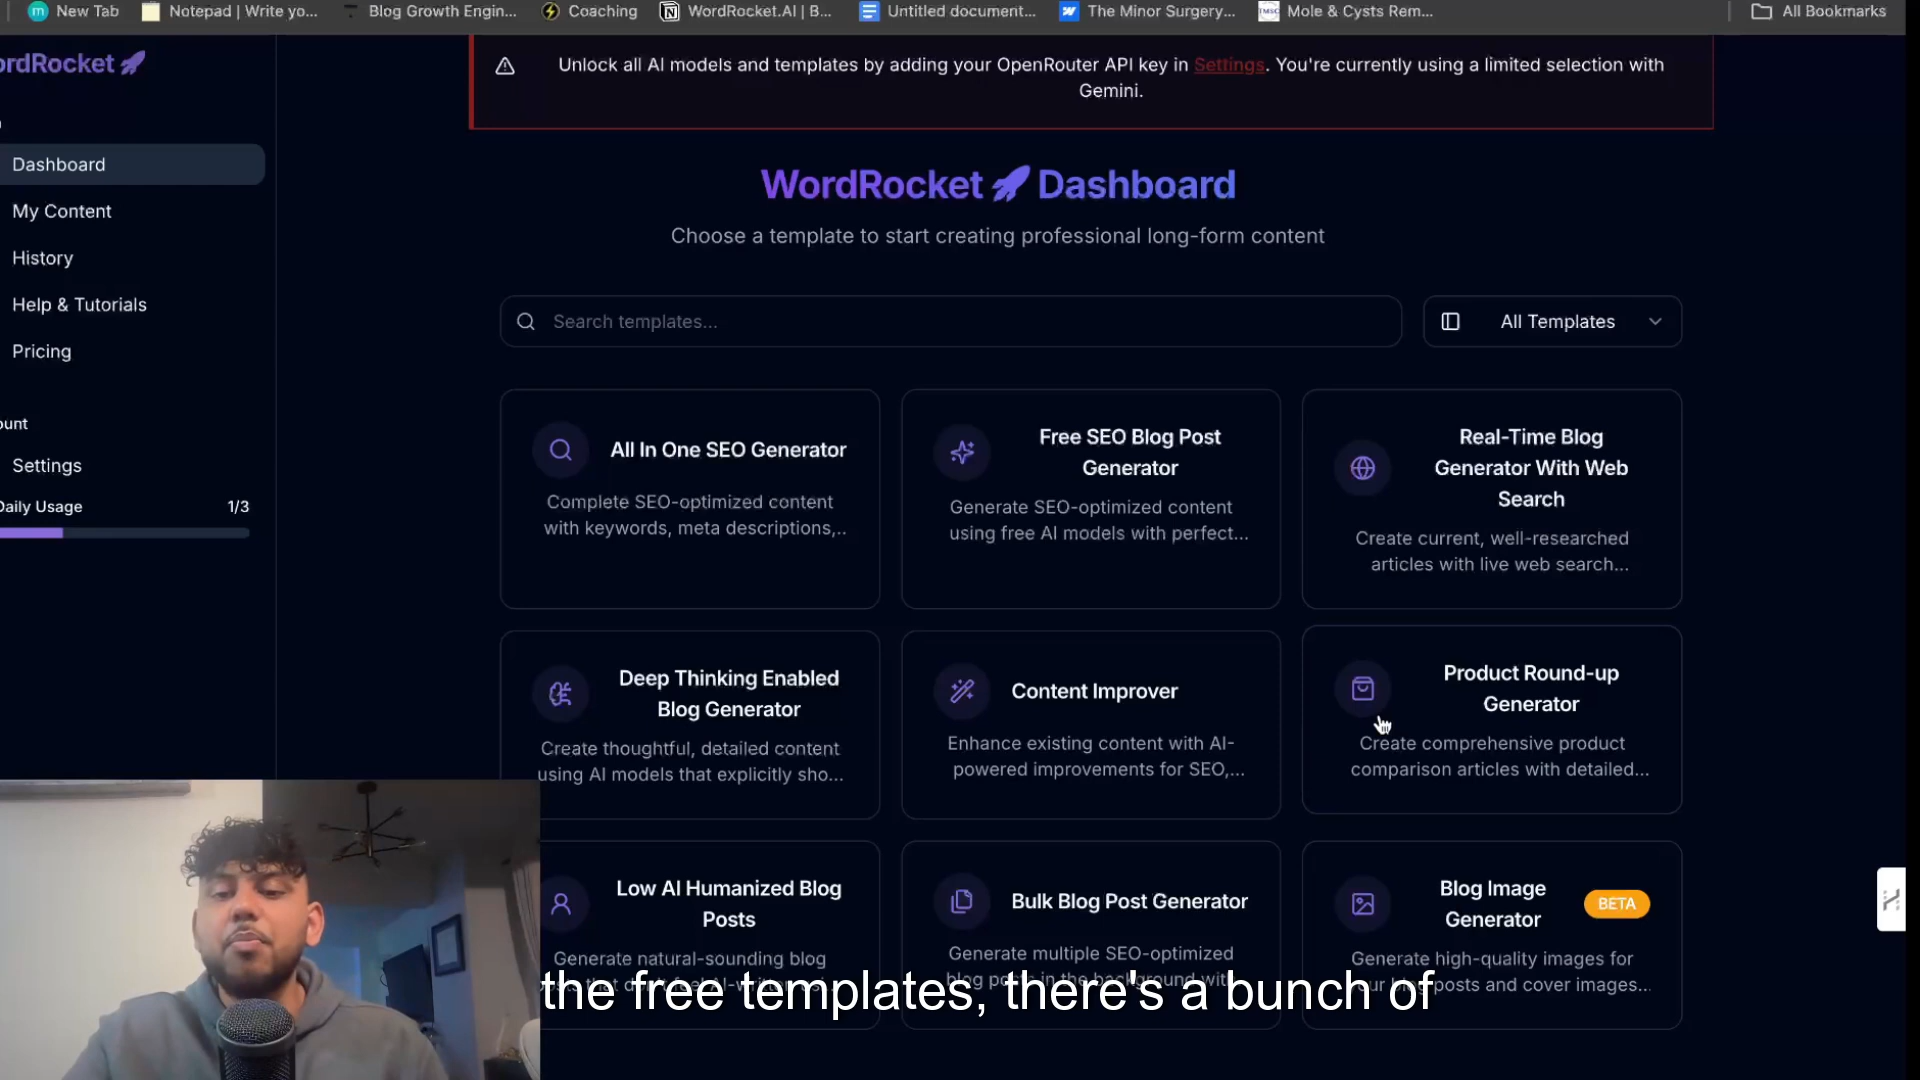 New Tab
Notepad | Write yo...
Blog Growth Engin...
Coaching
WordRocket.AI | B...
Untitled document...
The Minor Surgery...
Mole & Cysts Rem...
All Bookmarks
ordRocket
Unlock all AI models and templates by adding your OpenRouter API key in Settings. You're currently using a limited selection with
Gemini.
Dashboard
My Content
History
Help & Tutorials
Pricing
ount
Settings
Daily Usage 1/3
WordRocket Dashboard
Choose a template to start creating professional long-form content
Search templates...
All Templates
All In One SEO Generator
Complete SEO-optimized content
with keywords, meta descriptions,..
Free SEO Blog Post
Generator
Generate SEO-optimized content
using free AI models with perfect...
Real-Time Blog
Generator With Web
Search
Create current, well-researched
articles with live web search...
Deep Thinking Enabled
Blog Generator
Create thoughtful, detailed content
using AI models that explicitly sho...
Content Improver
Enhance existing content with AI-
powered improvements for SEO,...
Product Round-up
Generator
Create comprehensive product
comparison articles with detailed...
Low AI Humanized Blog
Posts
Generate natural-sounding blog
Bulk Blog Post Generator
Generate multiple SEO-optimized
blog posts in the background with
Blog Image
Generator
BETA
Generate high-quality images for
our blog posts and cover images...
the free templates, there's a bunch of